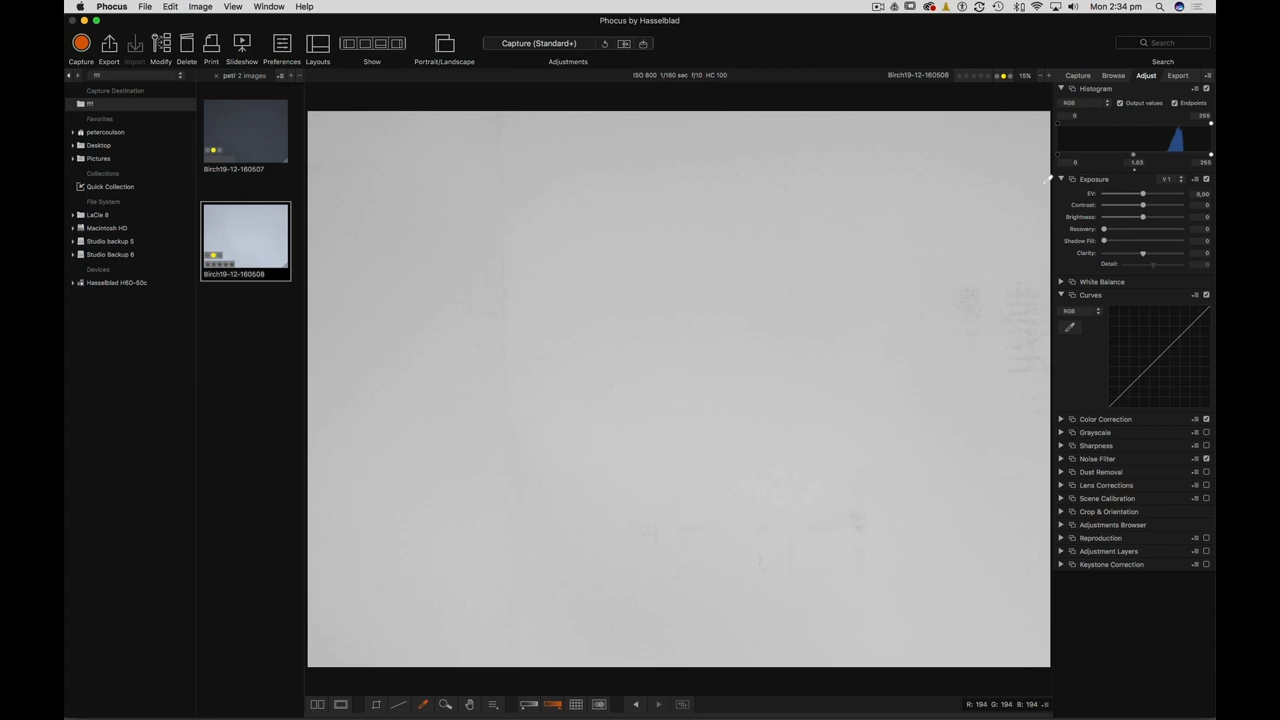 Phocus File Edit Image View Window Help
Mon 2:34 pm
Phocus by Hasselblad
Capture Export Import Modify Delete Print Slideshow Preferences Layouts Show Portrait/Landscape
Capture (Standard+)
Adjustments
Search
Search
fff
2 images
ISO 800 1/160 sec f/10 HC 100
Birch19-12-160508
15%
Capture Browse Adjust Export
Capture Destination
fff
Favorites
petercoulson
Desktop
Pictures
Collections
Quick Collection
File System
LaCie 8
Macintosh HD
Studio backup 5
Studio Backup 6
Devices
Hasselblad H6D-50c
Birch19-12-160507
Birch19-12-160508
Histogram
RGB Output values Endpoints
0 255
0 1.03 255
Exposure V 1
EV: 0,00
Contrast: 0
Brightness: 0
Recovery: 0
Shadow Fill: 0
Clarity: 0
Detail: 0
White Balance
Curves
RGB
Color Correction
Grayscale
Sharpness
Noise Filter
Dust Removal
Lens Corrections
Scene Calibration
Crop & Orientation
Adjustments Browser
Reproduction
Adjustment Layers
Keystone Correction
R: 194 G: 194 B: 194